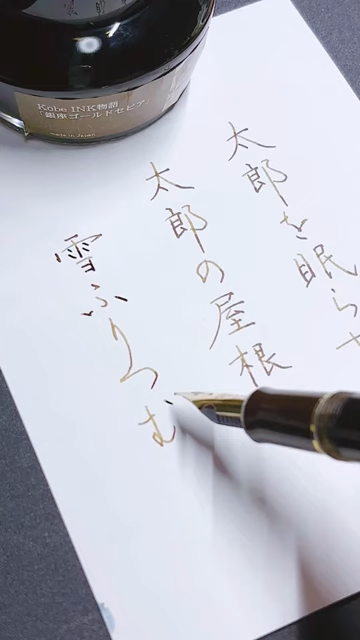 Kobe INK物語
「銀座ゴールドセピア」
Made in Japan
太郎を眠らせ
太郎の屋根
雪ふりつむ